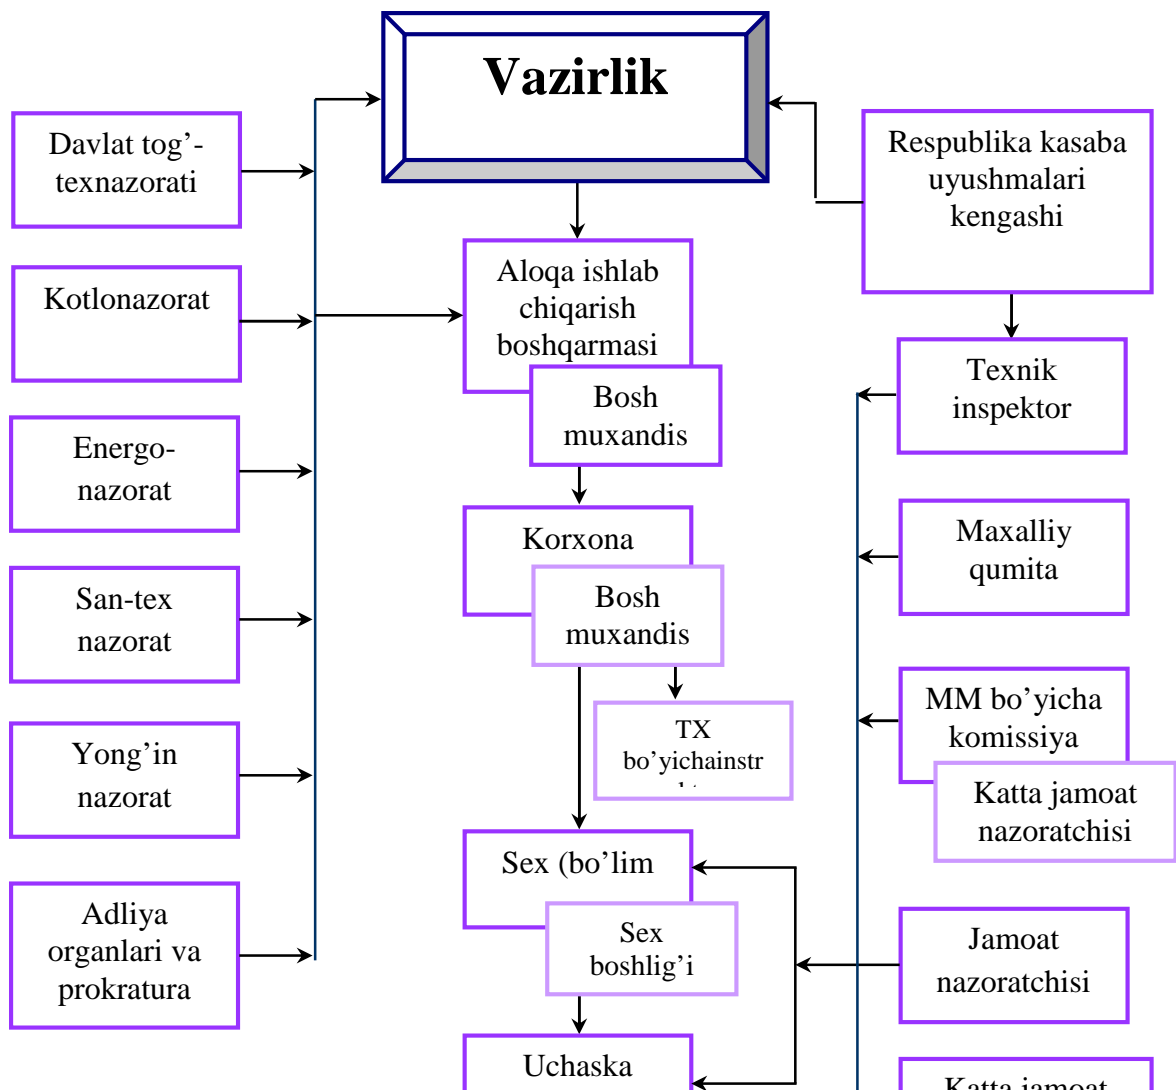 Vazirlik
Davlat tog’-
texnazorati
Respublika kasaba
uyushmalari
kengashi
Kotlonazorat
Aloqa ishlab
chiqarish
boshqarmasi
Bosh
muxandis
Texnik
inspektor
Energo-
nazorat
Korxona
Bosh
muxandis
Maxalliy
qumita
San-tex
nazorat
TX
bo’yichainstr
MM bo’yicha
komissiya
Katta jamoat
nazoratchisi
Yong’in
nazorat
Sex (bo’lim
Sex
boshlig’i
Adliya
organlari va
prokratura
Jamoat
nazoratchisi
Uchaska
Katta jamoat